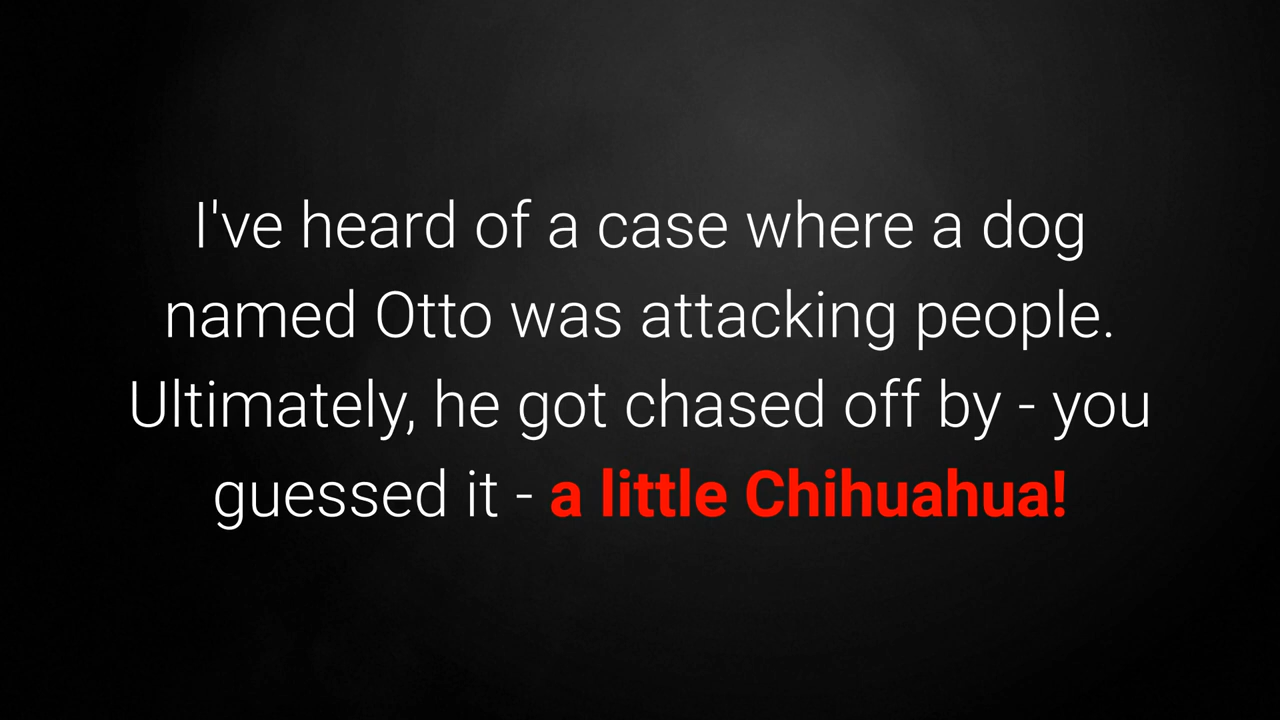 I've heard of a case where a dog
named Otto was attacking people.
Ultimately, he got chased off by - you
guessed it - a little Chihuahua!